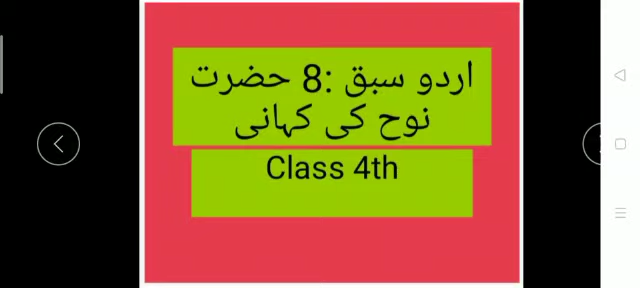 اردو سبق :8 حضرت
نوح کی کہانی
Class 4th